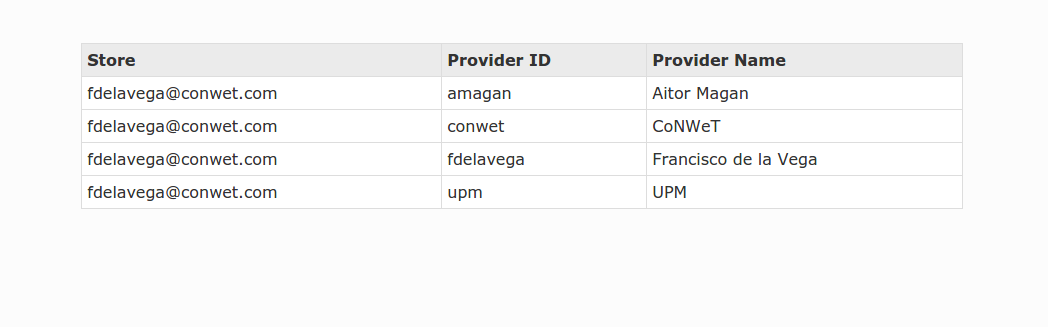 Store Provider ID Provider Name
fdelavega@conwet.com amagan Aitor Magan
fdelavega@conwet.com conwet CoNWeT
fdelavega@conwet.com fdelavega Francisco de la Vega
fdelavega@conwet.com upm UPM